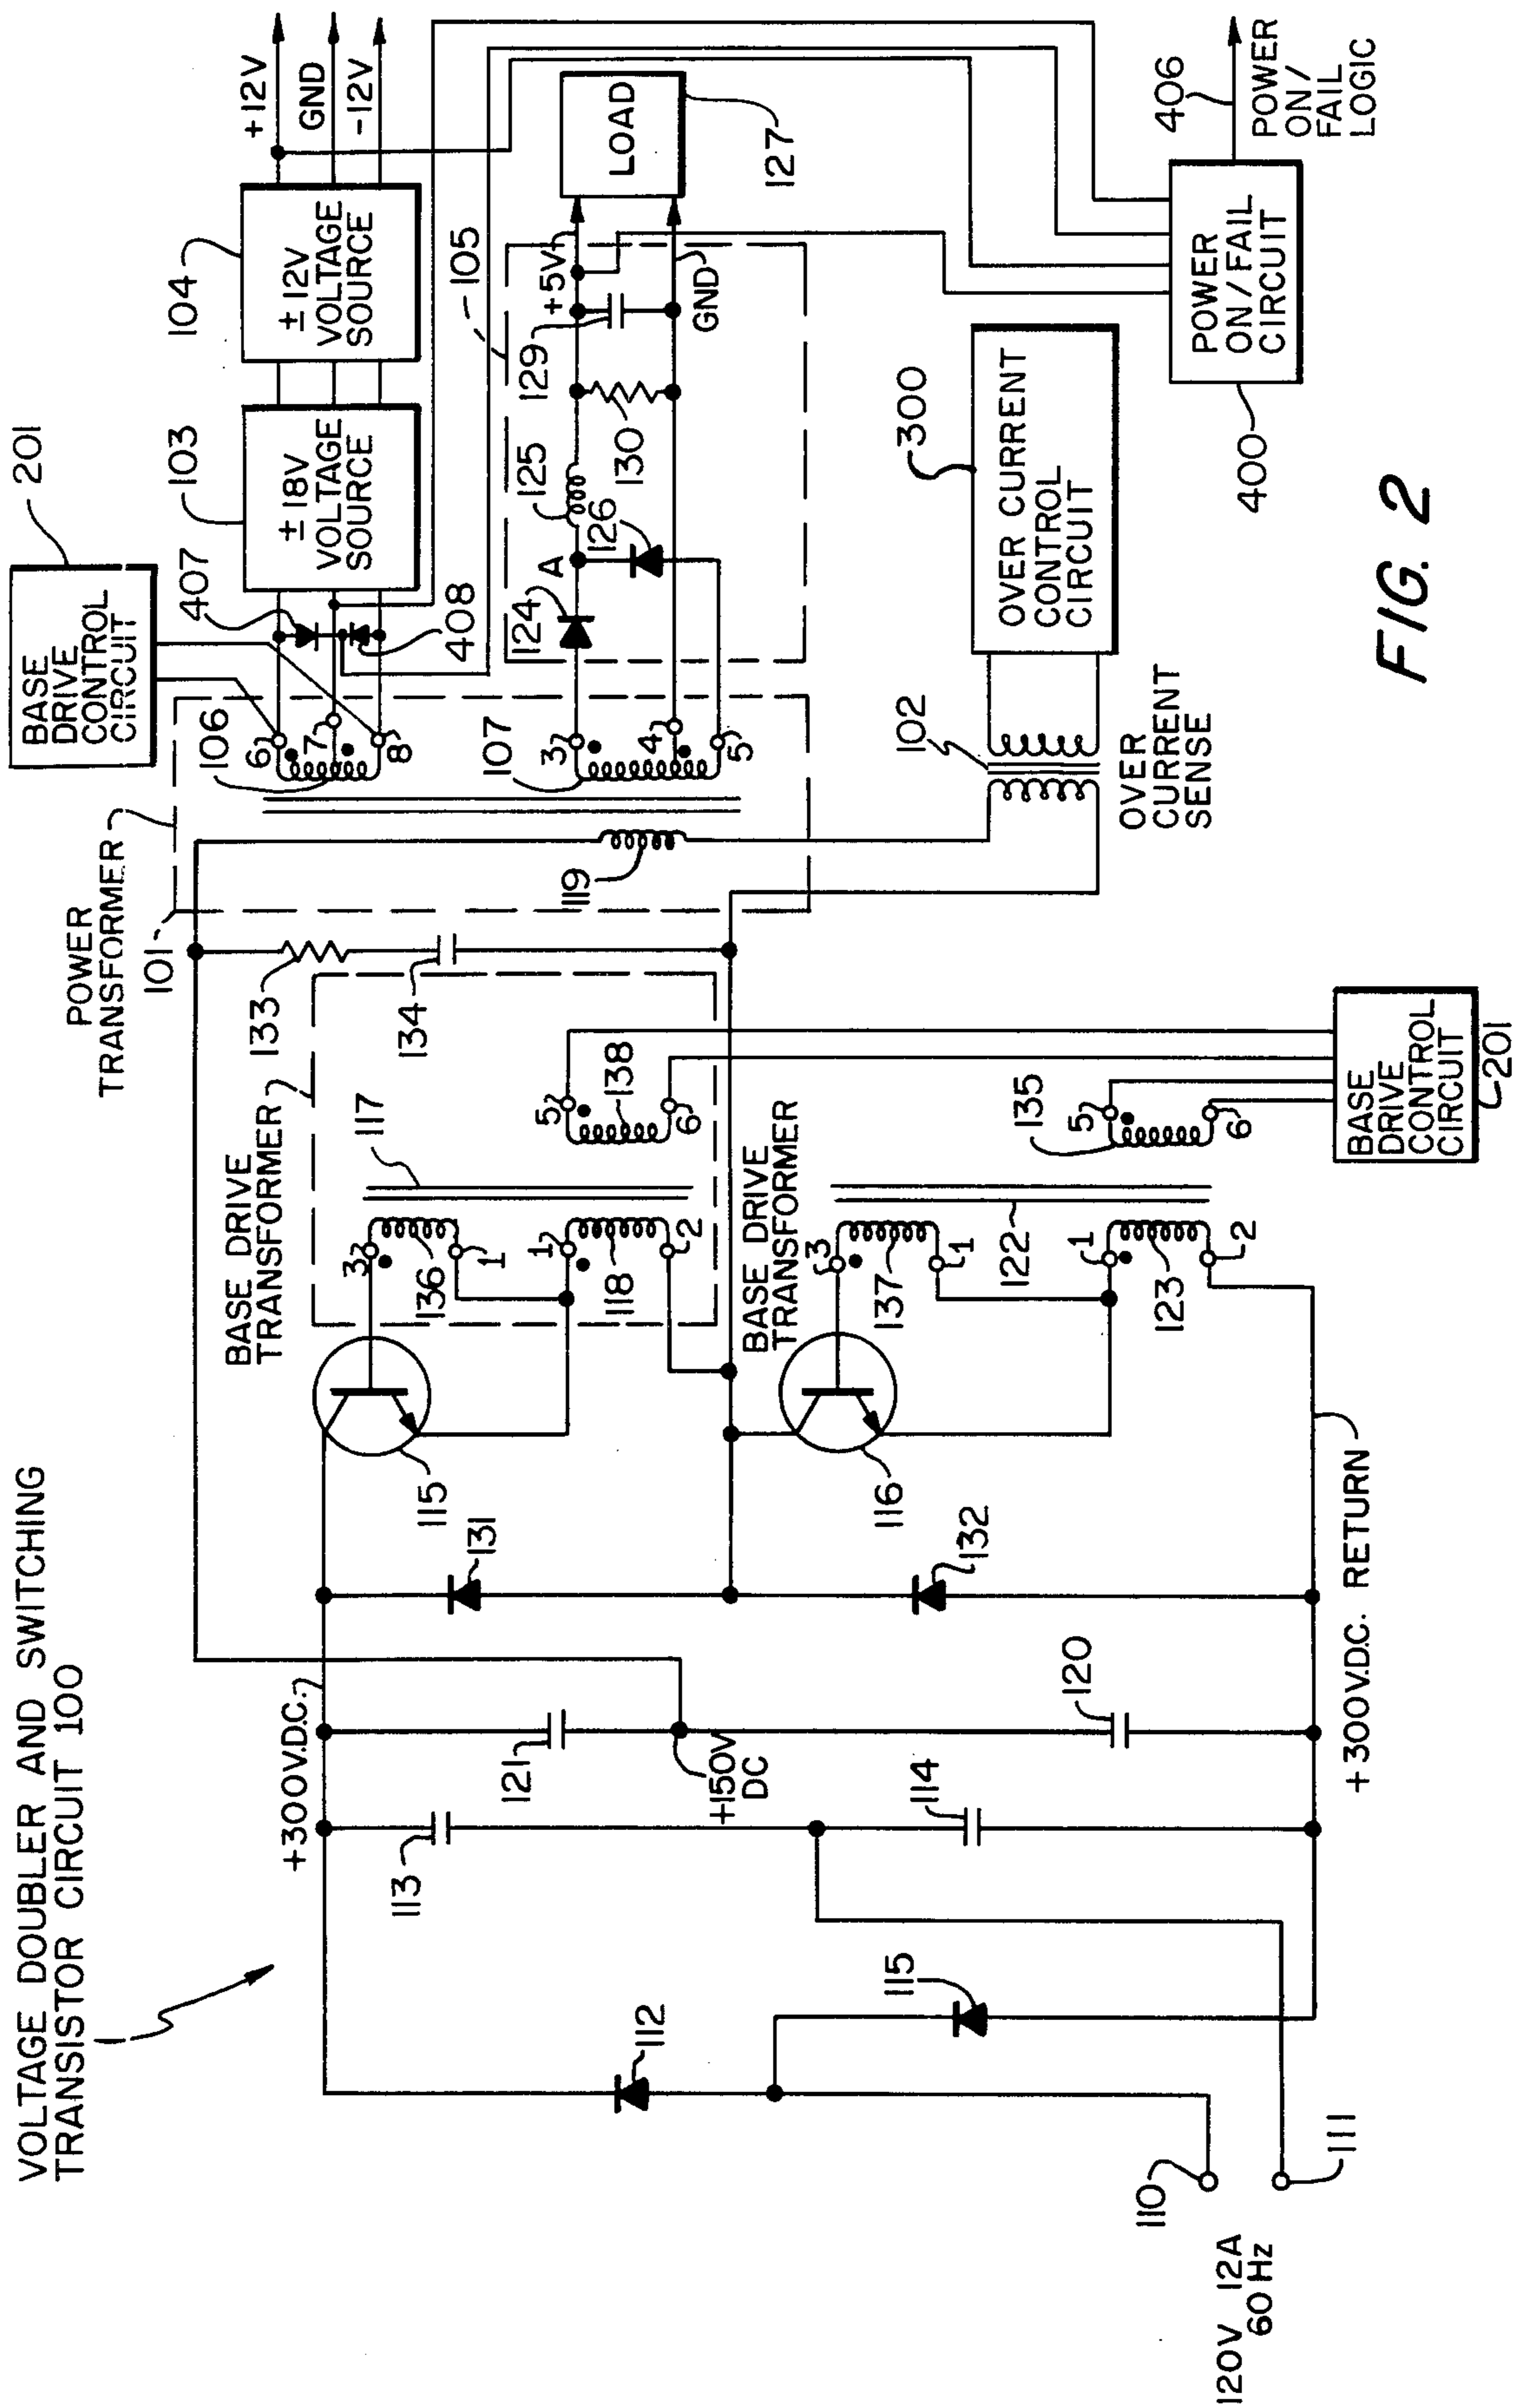 VOLTAGE DOUBLER AND SWITCHING
TRANSISTOR CIRCUIT 100
1
+300V.D.C.
112
115
110
111
120V 12A
60 Hz
113
114
121
120
+150V
DC
+300V.D.C. RETURN
131
132
115
116
BASE DRIVE
TRANSFORMER
117
3
136
1
1
118
2
5
138
6
BASE DRIVE
TRANSFORMER
3
137
1
122
1
123
2
5
135
6
BASE
DRIVE
CONTROL
CIRCUIT
201
133
134
POWER
TRANSFORMER
101
119
106
6
7
8
107
3
4
5
BASE
DRIVE
CONTROL
CIRCUIT
201
407
408
103
±18V
VOLTAGE
SOURCE
104
±12V
VOLTAGE
SOURCE
+12V
GND
-12V
105
124
A
126
125
130
129
+5V
GND
LOAD
127
102
OVER
CURRENT
SENSE
300
OVER CURRENT
CONTROL
CIRCUIT
400
POWER
ON/FAIL
CIRCUIT
406
POWER
ON/
FAIL
LOGIC
FIG. 2